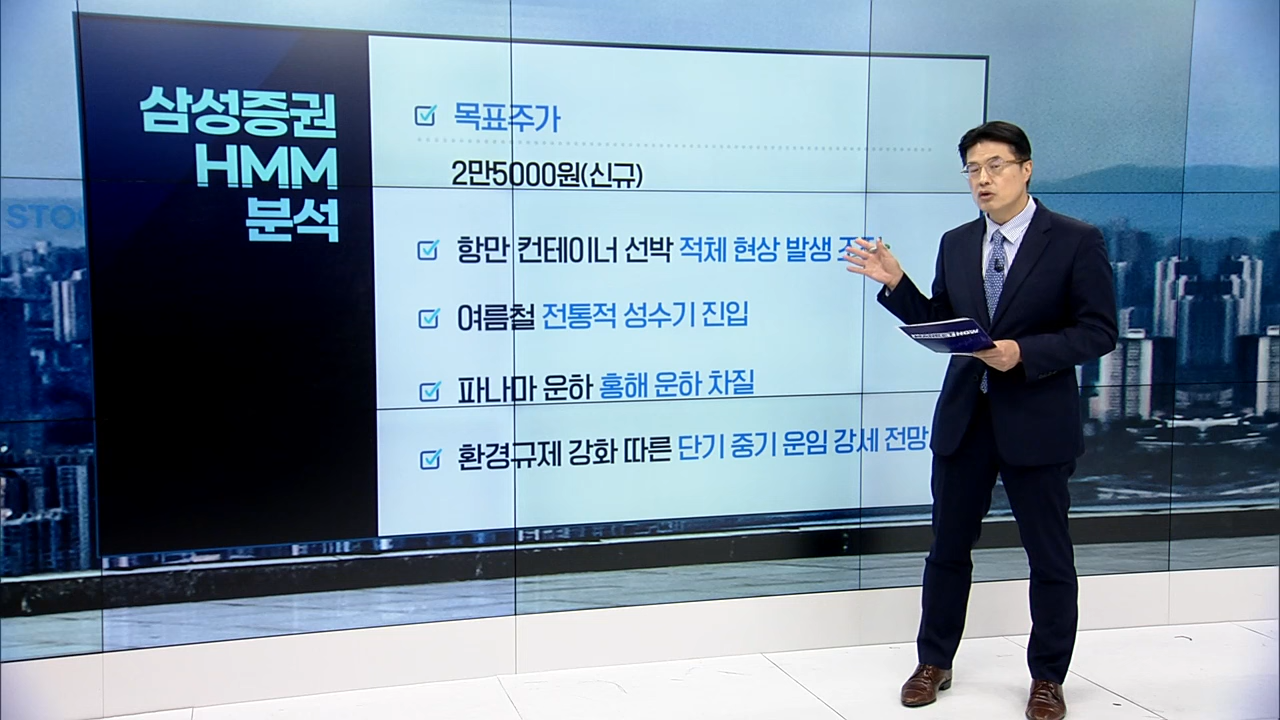 삼성증권
HMM
분석
목표주가
2만5000원(신규)
항만 컨테이너 선박 적체 현상 발생
여름철 전통적 성수기 진입
파나마 운하 홍해 운하 차질
환경규제 강화 따른 단기 중기 운임 강세 전망
NOW